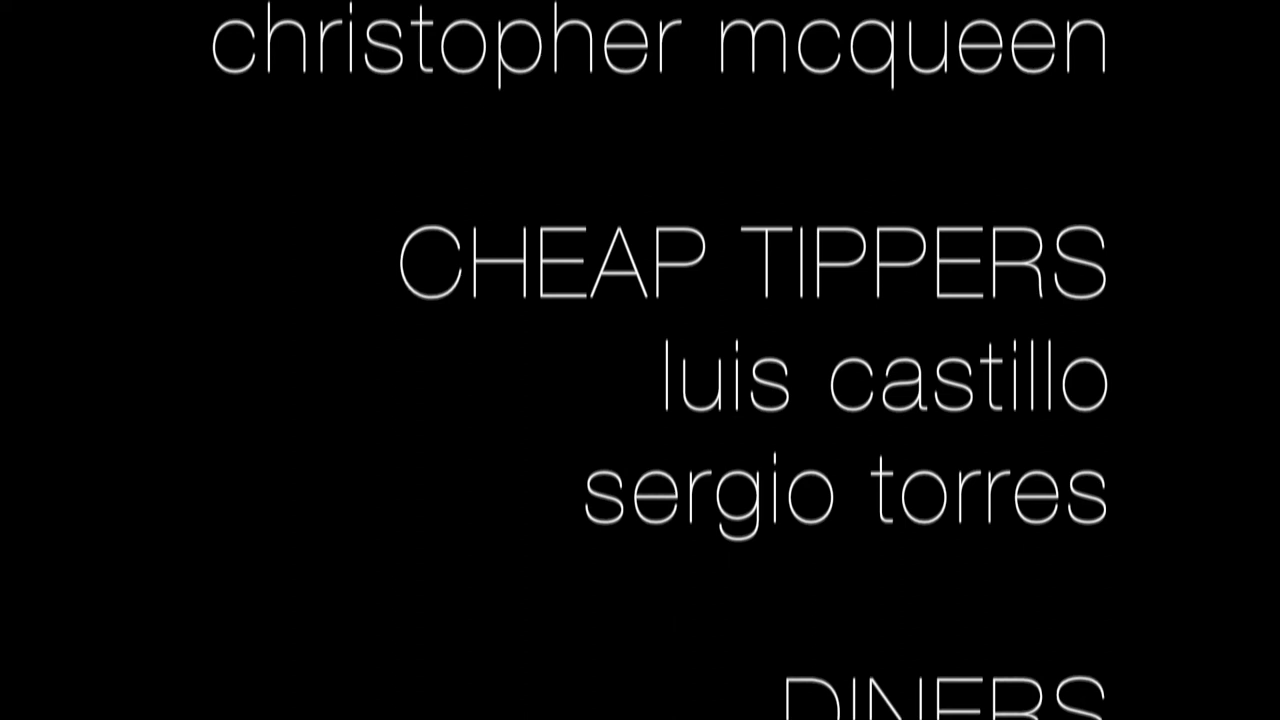 christopher mcqueen
CHEAP TIPPERS
luis castillo
sergio torres
DINERS